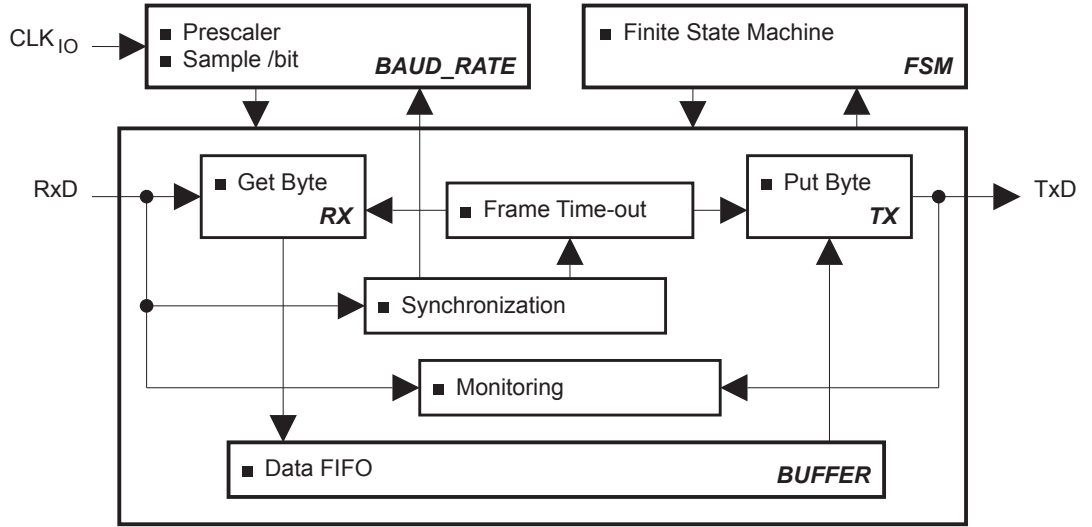 CLK IO
■ Prescaler
■ Sample /bit
BAUD_RATE
■ Finite State Machine
FSM
RxD
■ Get Byte
RX
■ Frame Time-out
■ Put Byte
TX
TxD
■ Synchronization
■ Monitoring
■ Data FIFO
BUFFER